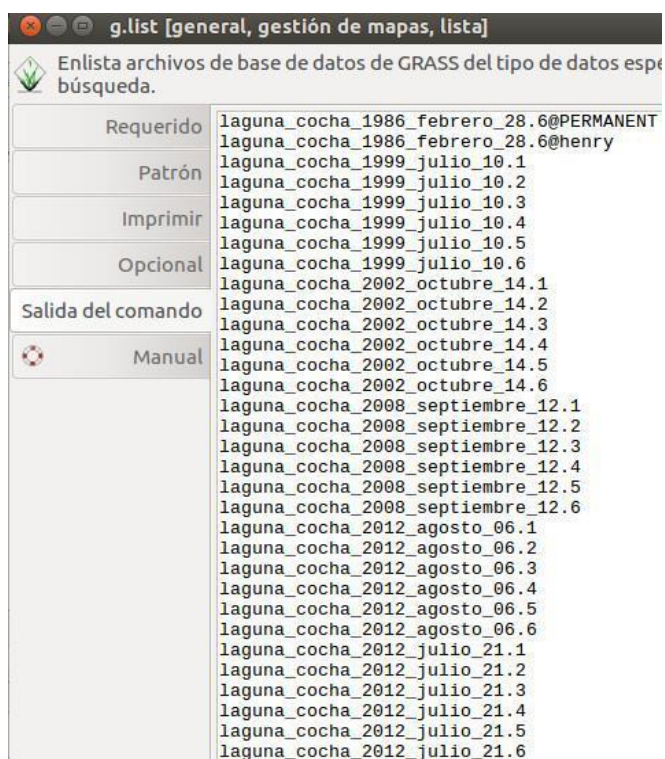 g.list [general, gestión de mapas, lista]
Enlista archivos de base de datos de GRASS del tipo de datos espe
búsqueda.
Requerido
Patrón
Imprimir
Opcional
Salida del comando
Manual
laguna_cocha_1986_febrero_28.6@PERMANENT
laguna_cocha_1986_febrero_28.6@henry
laguna_cocha_1999_julio_10.1
laguna_cocha_1999_julio_10.2
laguna_cocha_1999_julio_10.3
laguna_cocha_1999_julio_10.4
laguna_cocha_1999_julio_10.5
laguna_cocha_1999_julio_10.6
laguna_cocha_2002_octubre_14.1
laguna_cocha_2002_octubre_14.2
laguna_cocha_2002_octubre_14.3
laguna_cocha_2002_octubre_14.4
laguna_cocha_2002_octubre_14.5
laguna_cocha_2002_octubre_14.6
laguna_cocha_2008_septiembre_12.1
laguna_cocha_2008_septiembre_12.2
laguna_cocha_2008_septiembre_12.3
laguna_cocha_2008_septiembre_12.4
laguna_cocha_2008_septiembre_12.5
laguna_cocha_2008_septiembre_12.6
laguna_cocha_2012_agosto_06.1
laguna_cocha_2012_agosto_06.2
laguna_cocha_2012_agosto_06.3
laguna_cocha_2012_agosto_06.4
laguna_cocha_2012_agosto_06.5
laguna_cocha_2012_agosto_06.6
laguna_cocha_2012_julio_21.1
laguna_cocha_2012_julio_21.2
laguna_cocha_2012_julio_21.3
laguna_cocha_2012_julio_21.4
laguna_cocha_2012_julio_21.5
laguna_cocha_2012_julio_21.6